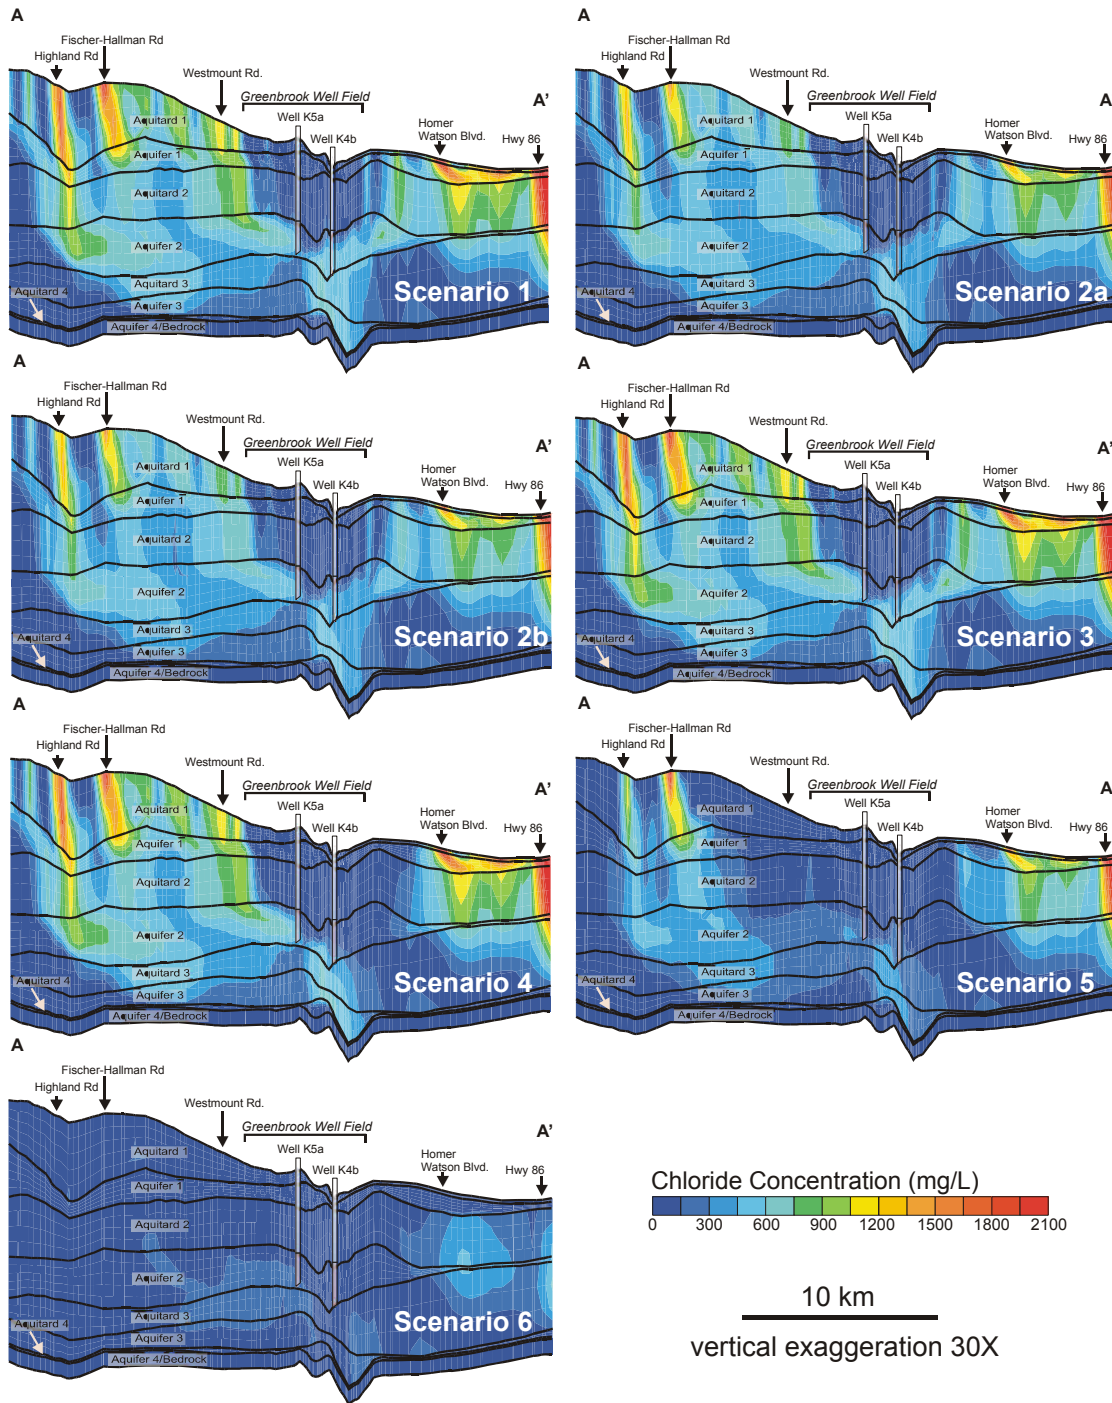 A
Fischer-Hallman Rd
Highland Rd
Westmount Rd.
Greenbrook Well Field
A'
Well K5a
Well K4b
Homer
Watson Blvd.
Hwy 86
Aquitard 1
Aquifer 1
Aquitard 2
Aquifer 2
Aquitard 3
Aquitard 4
Aquifer 3
Aquifer 4/Bedrock
Scenario 1
A
Fischer-Hallman Rd
Highland Rd
Westmount Rd.
Greenbrook Well Field
A
Well K5a
Well K4b
Homer
Watson Blvd.
Hwy 86
Aquitard 1
Aquifer 1
Aquitard 2
Aquifer 2
Aquitard 3
Aquitard 4
Aquifer 3
Aquifer 4/Bedrock
Scenario 2a
A
Fischer-Hallman Rd
Highland Rd
Westmount Rd.
Greenbrook Well Field
A'
Well K5a
Well K4b
Homer
Watson Blvd.
Hwy 86
Aquitard 1
Aquifer 1
Aquitard 2
Aquifer 2
Aquitard 3
Aquitard 4
Aquifer 3
Aquifer 4/Bedrock
Scenario 2b
A
Fischer-Hallman Rd
Highland Rd
Westmount Rd.
Greenbrook Well Field
A'
Well K5a
Well K4b
Homer
Watson Blvd.
Hwy 86
Aquitard 1
Aquifer 1
Aquitard 2
Aquifer 2
Aquitard 3
Aquitard 4
Aquifer 3
Aquifer 4/Bedrock
Scenario 3
A
Fischer-Hallman Rd
Highland Rd
Westmount Rd.
Greenbrook Well Field
A'
Well K5a
Well K4b
Homer
Watson Blvd.
Hwy 86
Aquitard 1
Aquifer 1
Aquitard 2
Aquifer 2
Aquitard 3
Aquitard 4
Aquifer 3
Aquifer 4/Bedrock
Scenario 4
A
Fischer-Hallman Rd
Highland Rd
Westmount Rd.
Greenbrook Well Field
A
Well K5a
Well K4b
Homer
Watson Blvd.
Hwy 86
Aquitard 1
Aquifer 1
Aquitard 2
Aquifer 2
Aquitard 3
Aquitard 4
Aquifer 3
Aquifer 4/Bedrock
Scenario 5
A
Fischer-Hallman Rd
Highland Rd
Westmount Rd.
Greenbrook Well Field
A'
Well K5a
Well K4b
Homer
Watson Blvd.
Hwy 86
Aquitard 1
Aquifer 1
Aquitard 2
Aquifer 2
Aquitard 3
Aquitard 4
Aquifer 3
Aquifer 4/Bedrock
Scenario 6
Chloride Concentration (mg/L)
0 300 600 900 1200 1500 1800 2100
10 km
vertical exaggeration 30X